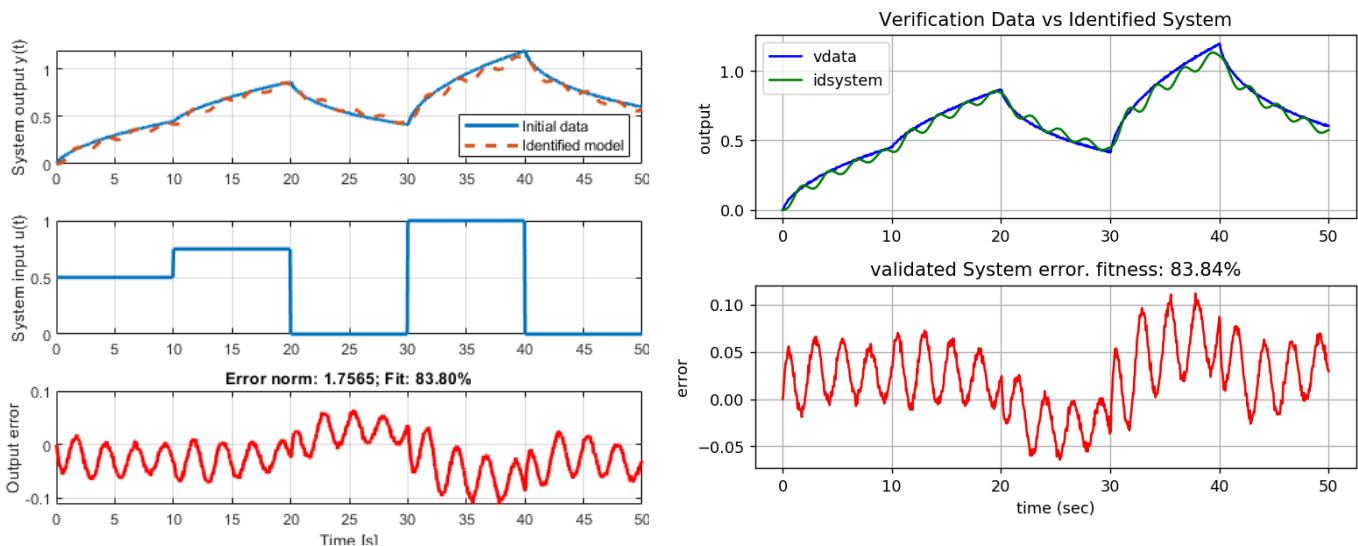 System output y(t)
1
0.5
0
Initial data
Identified model
0 5 10 15 20 25 30 35 40 45 50
System input u(t)
1
0.5
0
0 5 10 15 20 25 30 35 40 45 50
Error norm: 1.7565; Fit: 83.80%
Output error
0.1
0
-0.1
0 5 10 15 20 25 30 35 40 45 50
Time [s]
Verification Data vs Identified System
output
1.0
0.5
0.0
vdata
idsystem
0 10 20 30 40 50
validated System error. fitness: 83.84%
error
0.10
0.05
0.00
−0.05
0 10 20 30 40 50
time (sec)